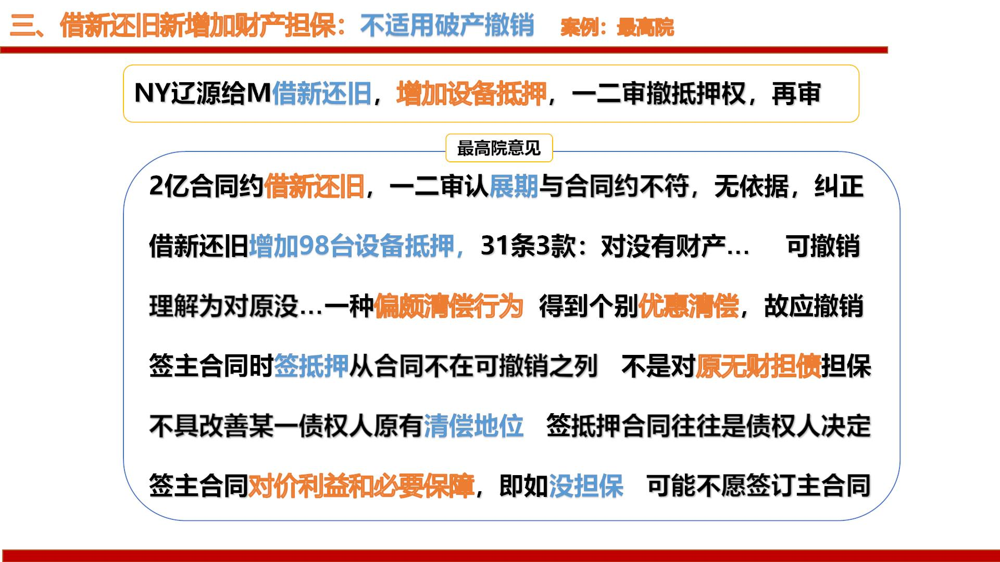 三、借新还旧新增加财产担保：不适用破产撤销 案例：最高院
NY辽源给M借新还旧，增加设备抵押，一二审撤抵押权，再审
最高院意见
2亿合同约借新还旧，一二审认展期与合同约不符，无依据，纠正
借新还旧增加98台设备抵押，31条3款：对没有财产… 可撤销
理解为对原没…一种偏颇清偿行为 得到个别优惠清偿，故应撤销
签主合同时签抵押从合同不在可撤销之列 不是对原无财担债担保
不具改善某一债权人原有清偿地位 签抵押合同往往是债权人决定
签主合同对价利益和必要保障，即如没担保 可能不愿签订主合同